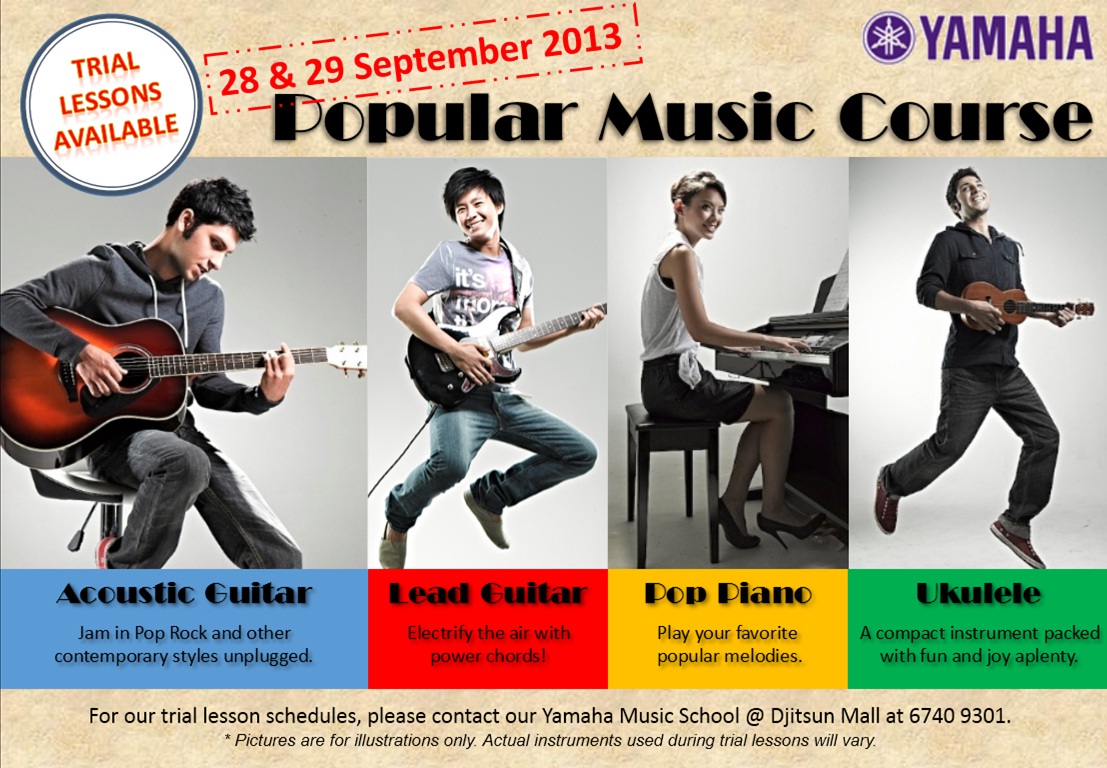 TRIAL
LESSONS
AVAILABLE
28 & 29 September 2013
YAMAHA
Popular Music Course
it's
more
Acoustic Guitar
Jam in Pop Rock and other
contemporary styles unplugged.
Lead Guitar
Electrify the air with
power chords!
Pop Piano
Play your favorite
popular melodies.
Ukulele
A compact instrument packed
with fun and joy aplenty.
For our trial lesson schedules, please contact our Yamaha Music School @ Djitsun Mall at 6740 9301.
* Pictures are for illustrations only. Actual instruments used during trial lessons will vary.